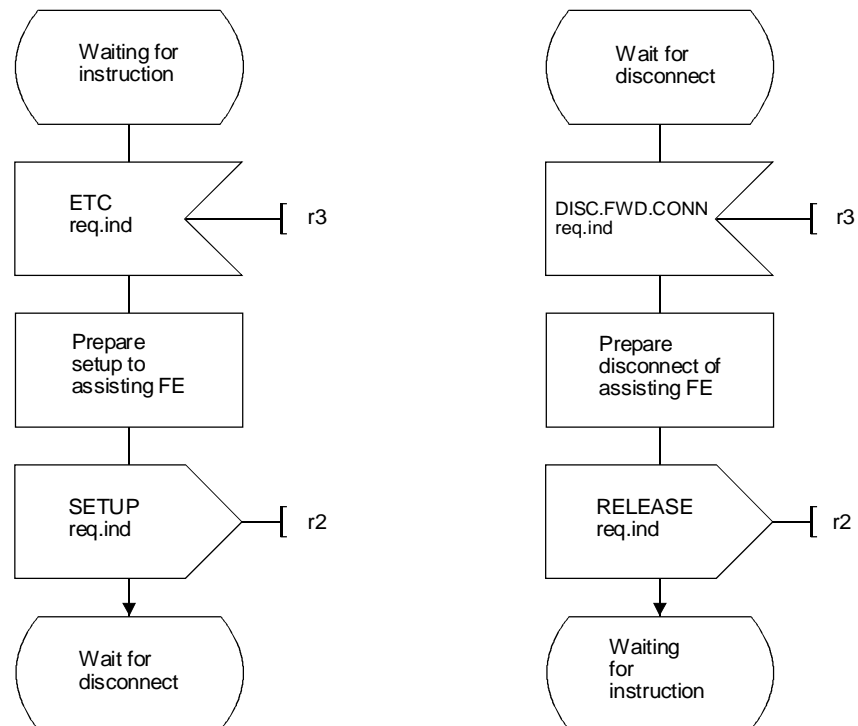 Waiting for
instruction
ETC
req.ind
r3
Prepare
setup to
assisting FE
SETUP
req.ind
r2
Wait for
disconnect
Wait for
disconnect
DISC.FWD.CONN
req.ind
r3
Prepare
disconnect of
assisting FE
RELEASE
req.ind
r2
Waiting
for
instruction